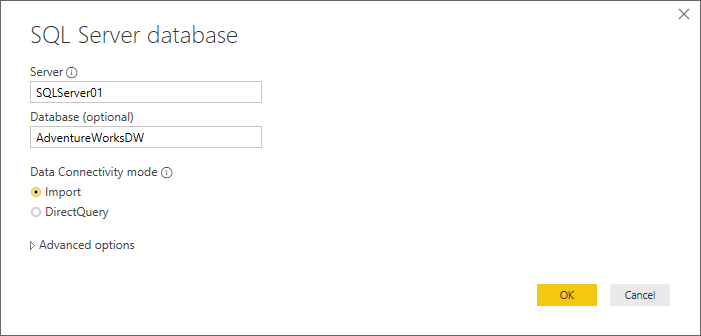 SQL Server database
Server
SQLServer01
Database (optional)
AdventureWorksDW
Data Connectivity mode
Import
DirectQuery
Advanced options
OK
Cancel